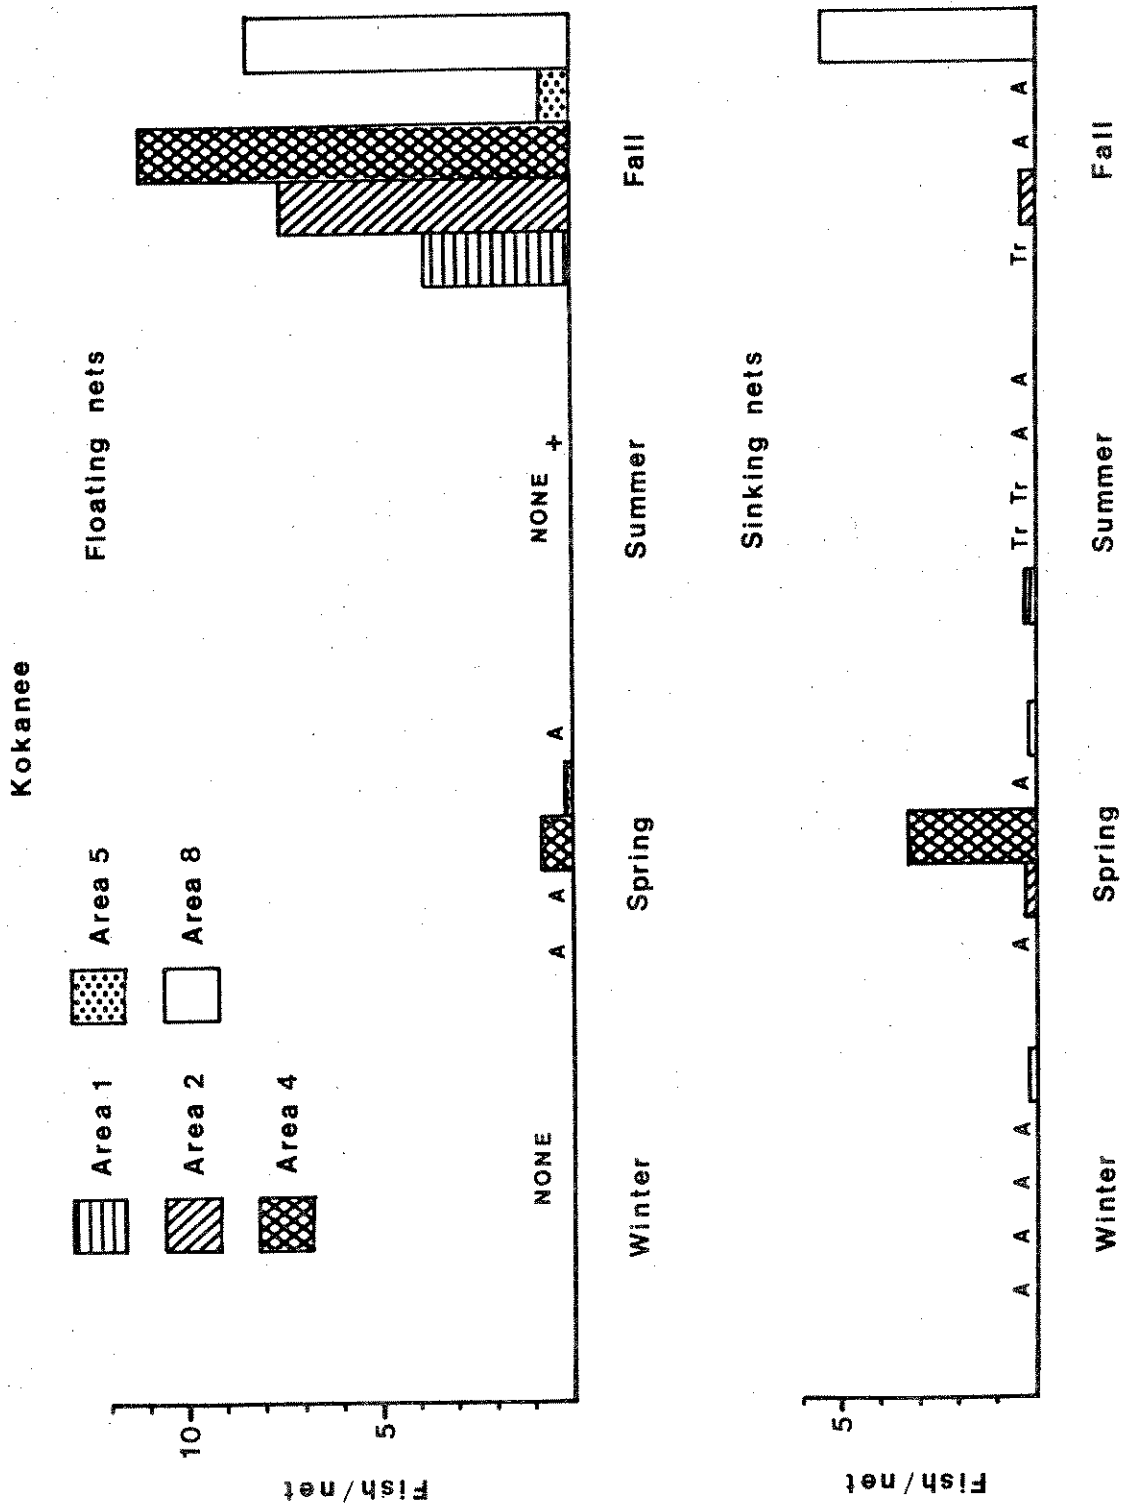 Kokanee
Area 1
Area 5
Area 2
Area 8
Area 4
Floating nets
Fish/net
10
5
NONE
A
A
A
NONE
+
Winter
Spring
Summer
Fall
Sinking nets
Fish/net
5
A
A
A
A
A
A
Tr
Tr
A
A
Tr
A
A
Winter
Spring
Summer
Fall